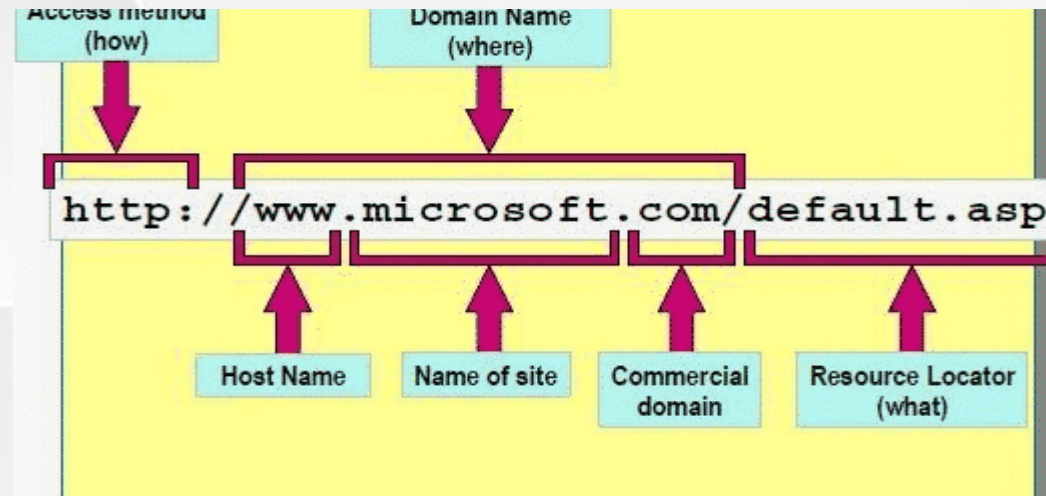 Access method
(how)
Domain Name
(where)
http://www.microsoft.com/default.asp
Host Name
Name of site
Commercial
domain
Resource Locator
(what)